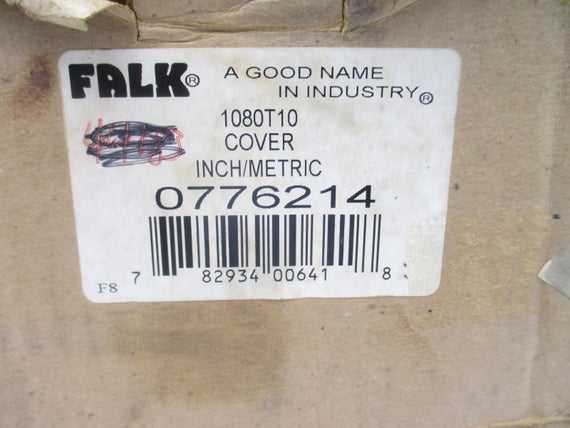 FALK® A GOOD NAME
IN INDUSTRY®
1080T10
COVER
INCH/METRIC
0776214
7 82934 00641 8
F8